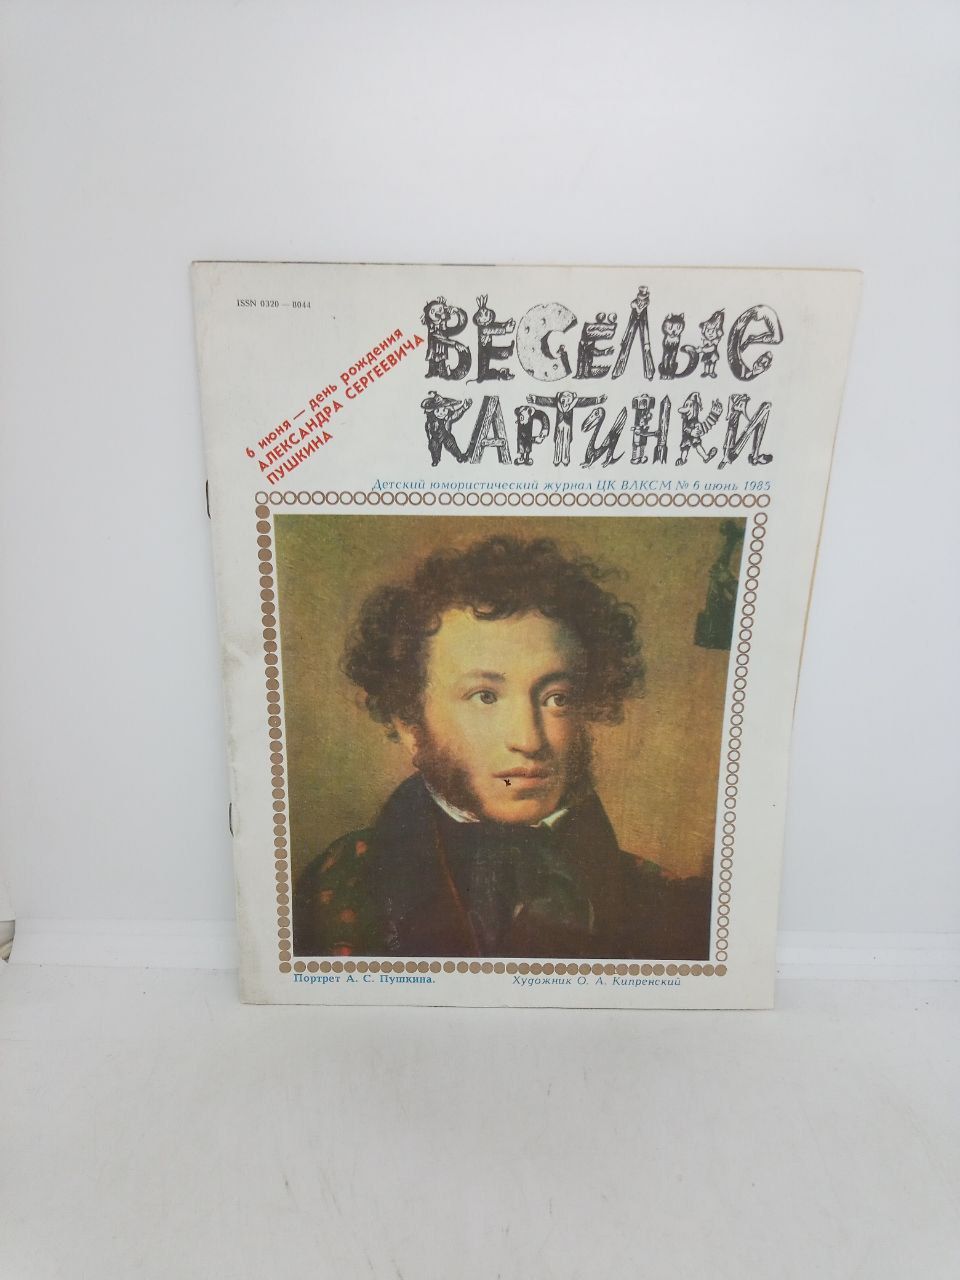 ISSN 0320 — 8044
6 июня — день рождения
АЛЕКСАНДРА СЕРГЕЕВИЧА
ПУШКИНА
ВЕСЁЛЫЕ
КАРТИНКИ
Детский юмористический журнал ЦК ВЛКСМ № 6 июнь 1985
Портрет А. С. Пушкина.
Художник О. А. Кипренский